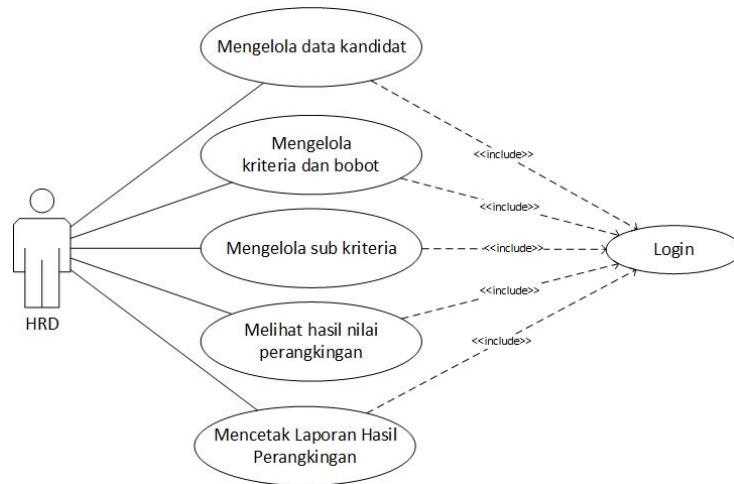 Mengelola data kandidat
<<include>>
Mengelola
kriteria dan bobot
<<include>>
Mengelola sub kriteria
<<include>>
Login
HRD
Melihat hasil nilai
perangkingan
<<include>>
<<include>>
Mencetak Laporan Hasil
Perangkingan